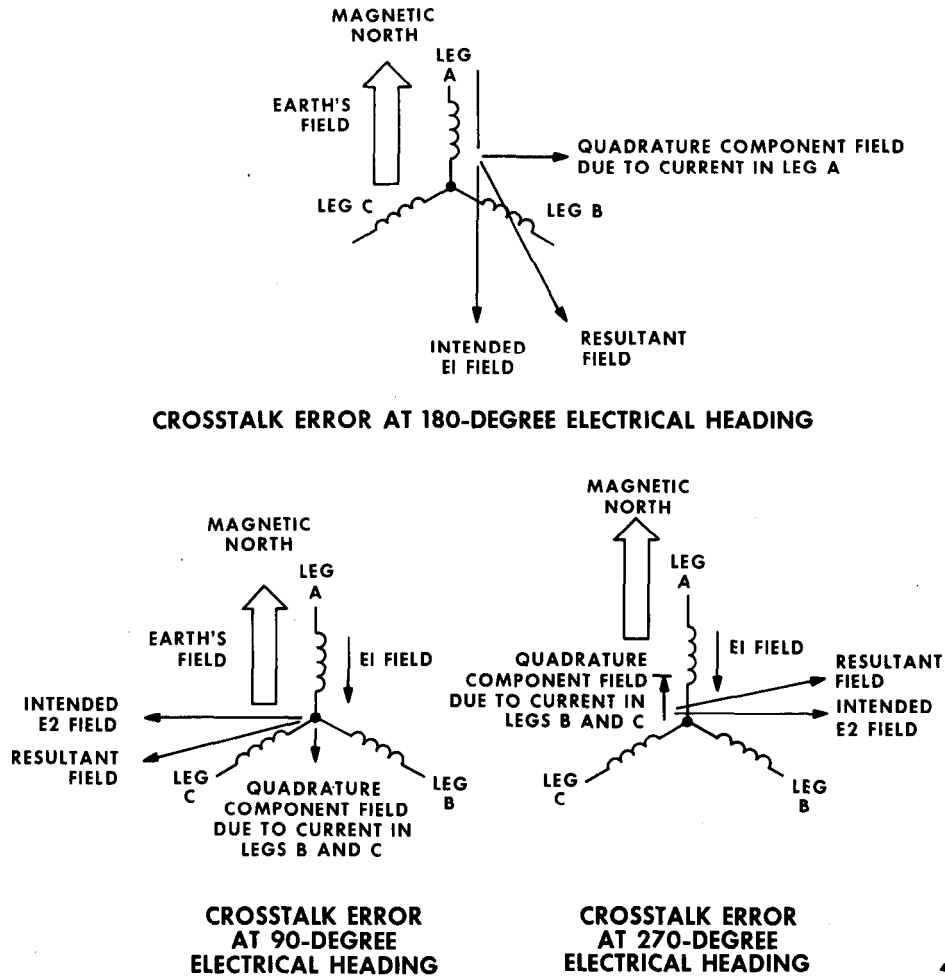 MAGNETIC
NORTH
LEG
A
EARTH'S
FIELD
QUADRATURE COMPONENT FIELD
DUE TO CURRENT IN LEG A
LEG C
LEG B
INTENDED
EI FIELD
RESULTANT
FIELD
CROSSTALK ERROR AT 180-DEGREE ELECTRICAL HEADING
MAGNETIC
NORTH
LEG
A
EARTH'S
FIELD
EI FIELD
INTENDED
E2 FIELD
RESULTANT
FIELD
LEG
C
QUADRATURE
COMPONENT FIELD
DUE TO CURRENT IN
LEGS B AND C
LEG
B
CROSSTALK ERROR
AT 90-DEGREE
ELECTRICAL HEADING
MAGNETIC
NORTH
LEG
A
EI FIELD
QUADRATURE
COMPONENT FIELD
DUE TO CURRENT IN
LEGS B AND C
RESULTANT
FIELD
INTENDED
E2 FIELD
LEG
C
LEG
B
CROSSTALK ERROR
AT 270-DEGREE
ELECTRICAL HEADING